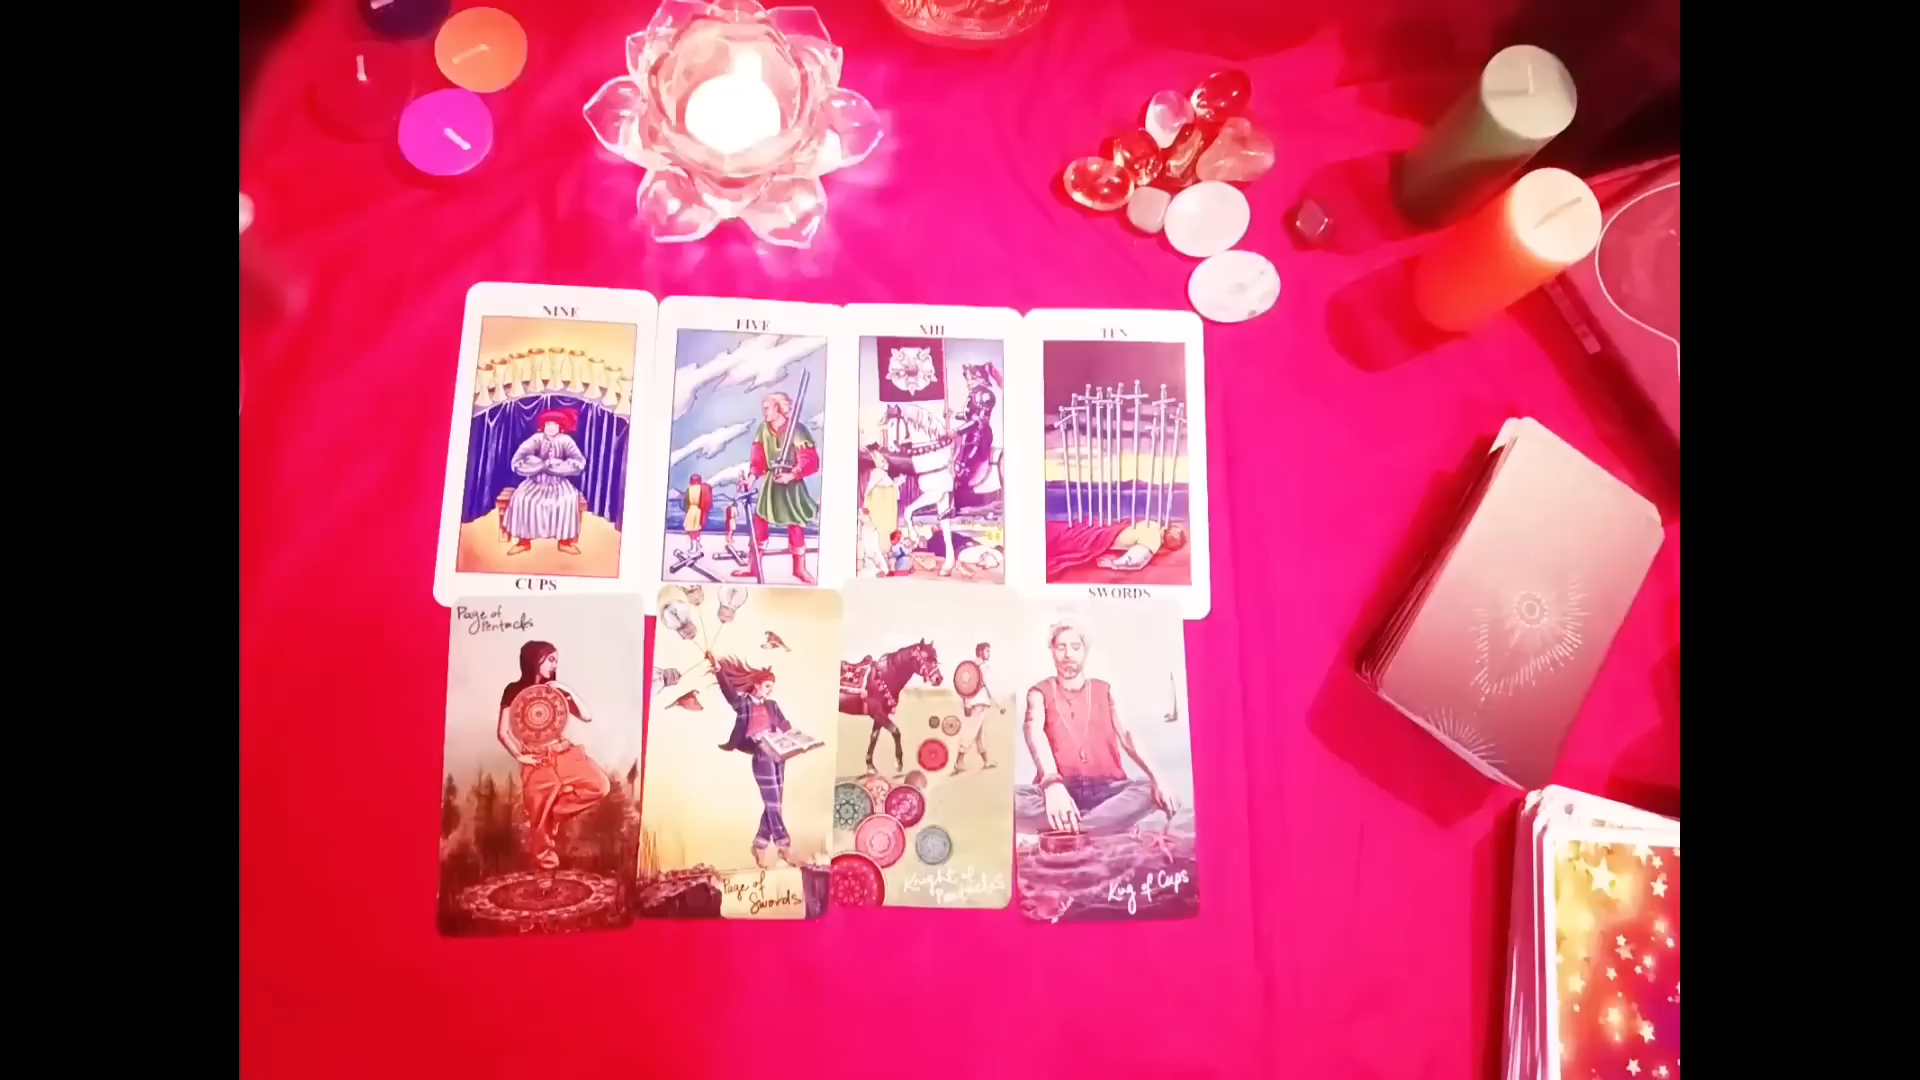 NINE
FIVE
XIII
TEN
CUPS
SWORDS
Page of
Pentacles
Page of
Swords
Knight of
Pentacles
King of Cups